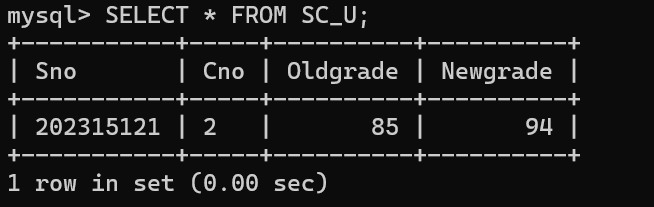 mysql> SELECT * FROM SC_U;
+-----------+-----+----------+----------+
| Sno       | Cno | Oldgrade | Newgrade |
+-----------+-----+----------+----------+
| 202315121 | 2   |       85 |       94 |
+-----------+-----+----------+----------+
1 row in set (0.00 sec)